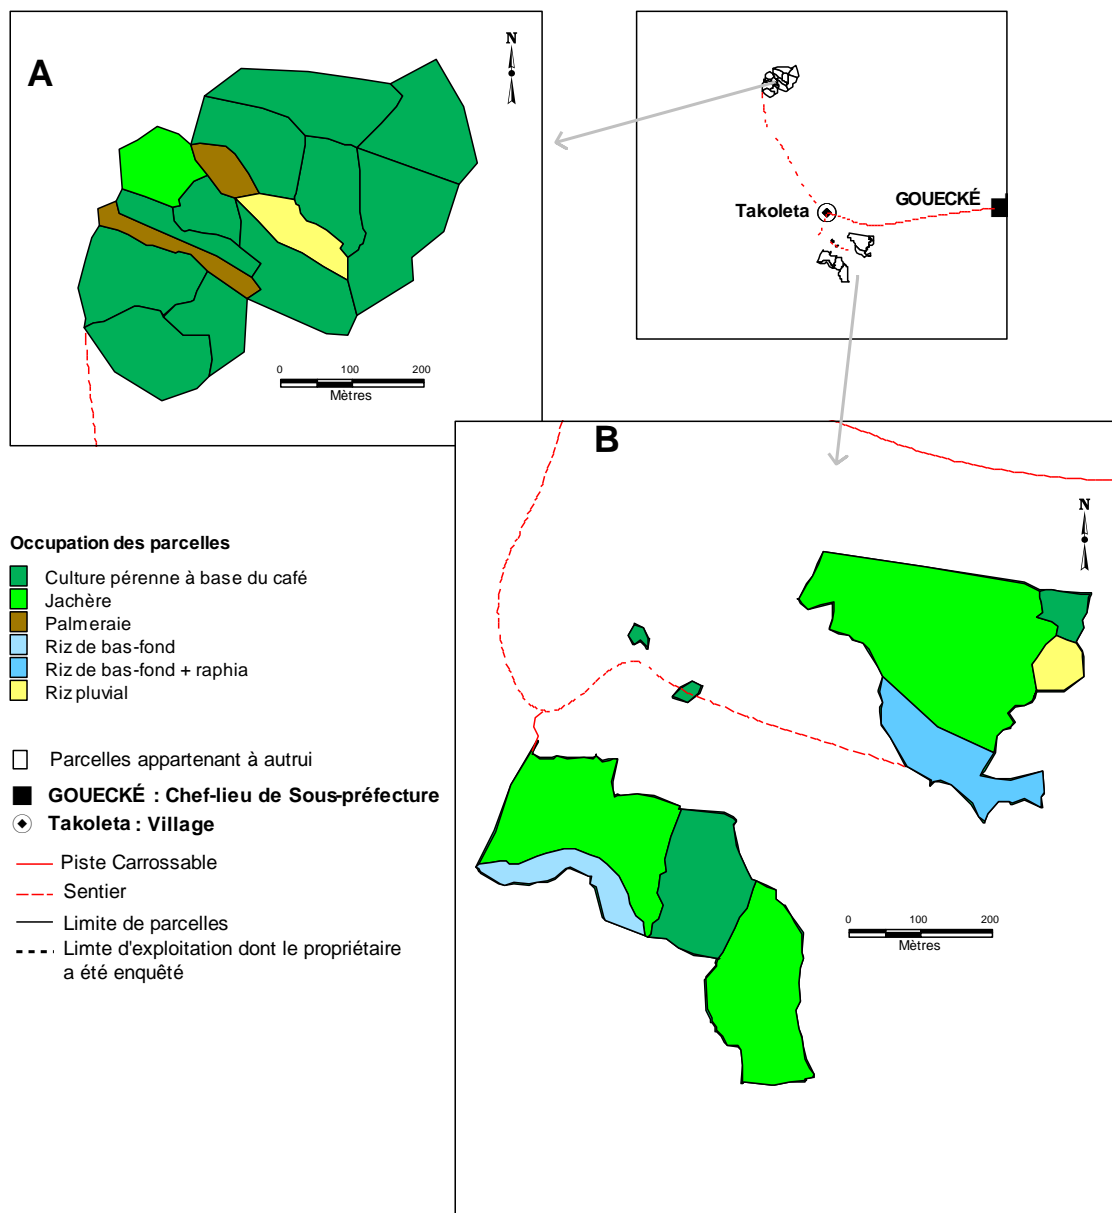 A
N
0 100 200
Mètres
GOUECKÉ
Takoleta
B
N
Occupation des parcelles
Culture pérenne à base du café
Jachère
Palmeraie
Riz de bas-fond
Riz de bas-fond + raphia
Riz pluvial
Parcelles appartenant à autrui
GOUECKÉ : Chef-lieu de Sous-préfecture
Takoleta : Village
Piste Carrossable
Sentier
Limite de parcelles
Limte d'exploitation dont le propriétaire
a été enquêté
0 100 200
Mètres